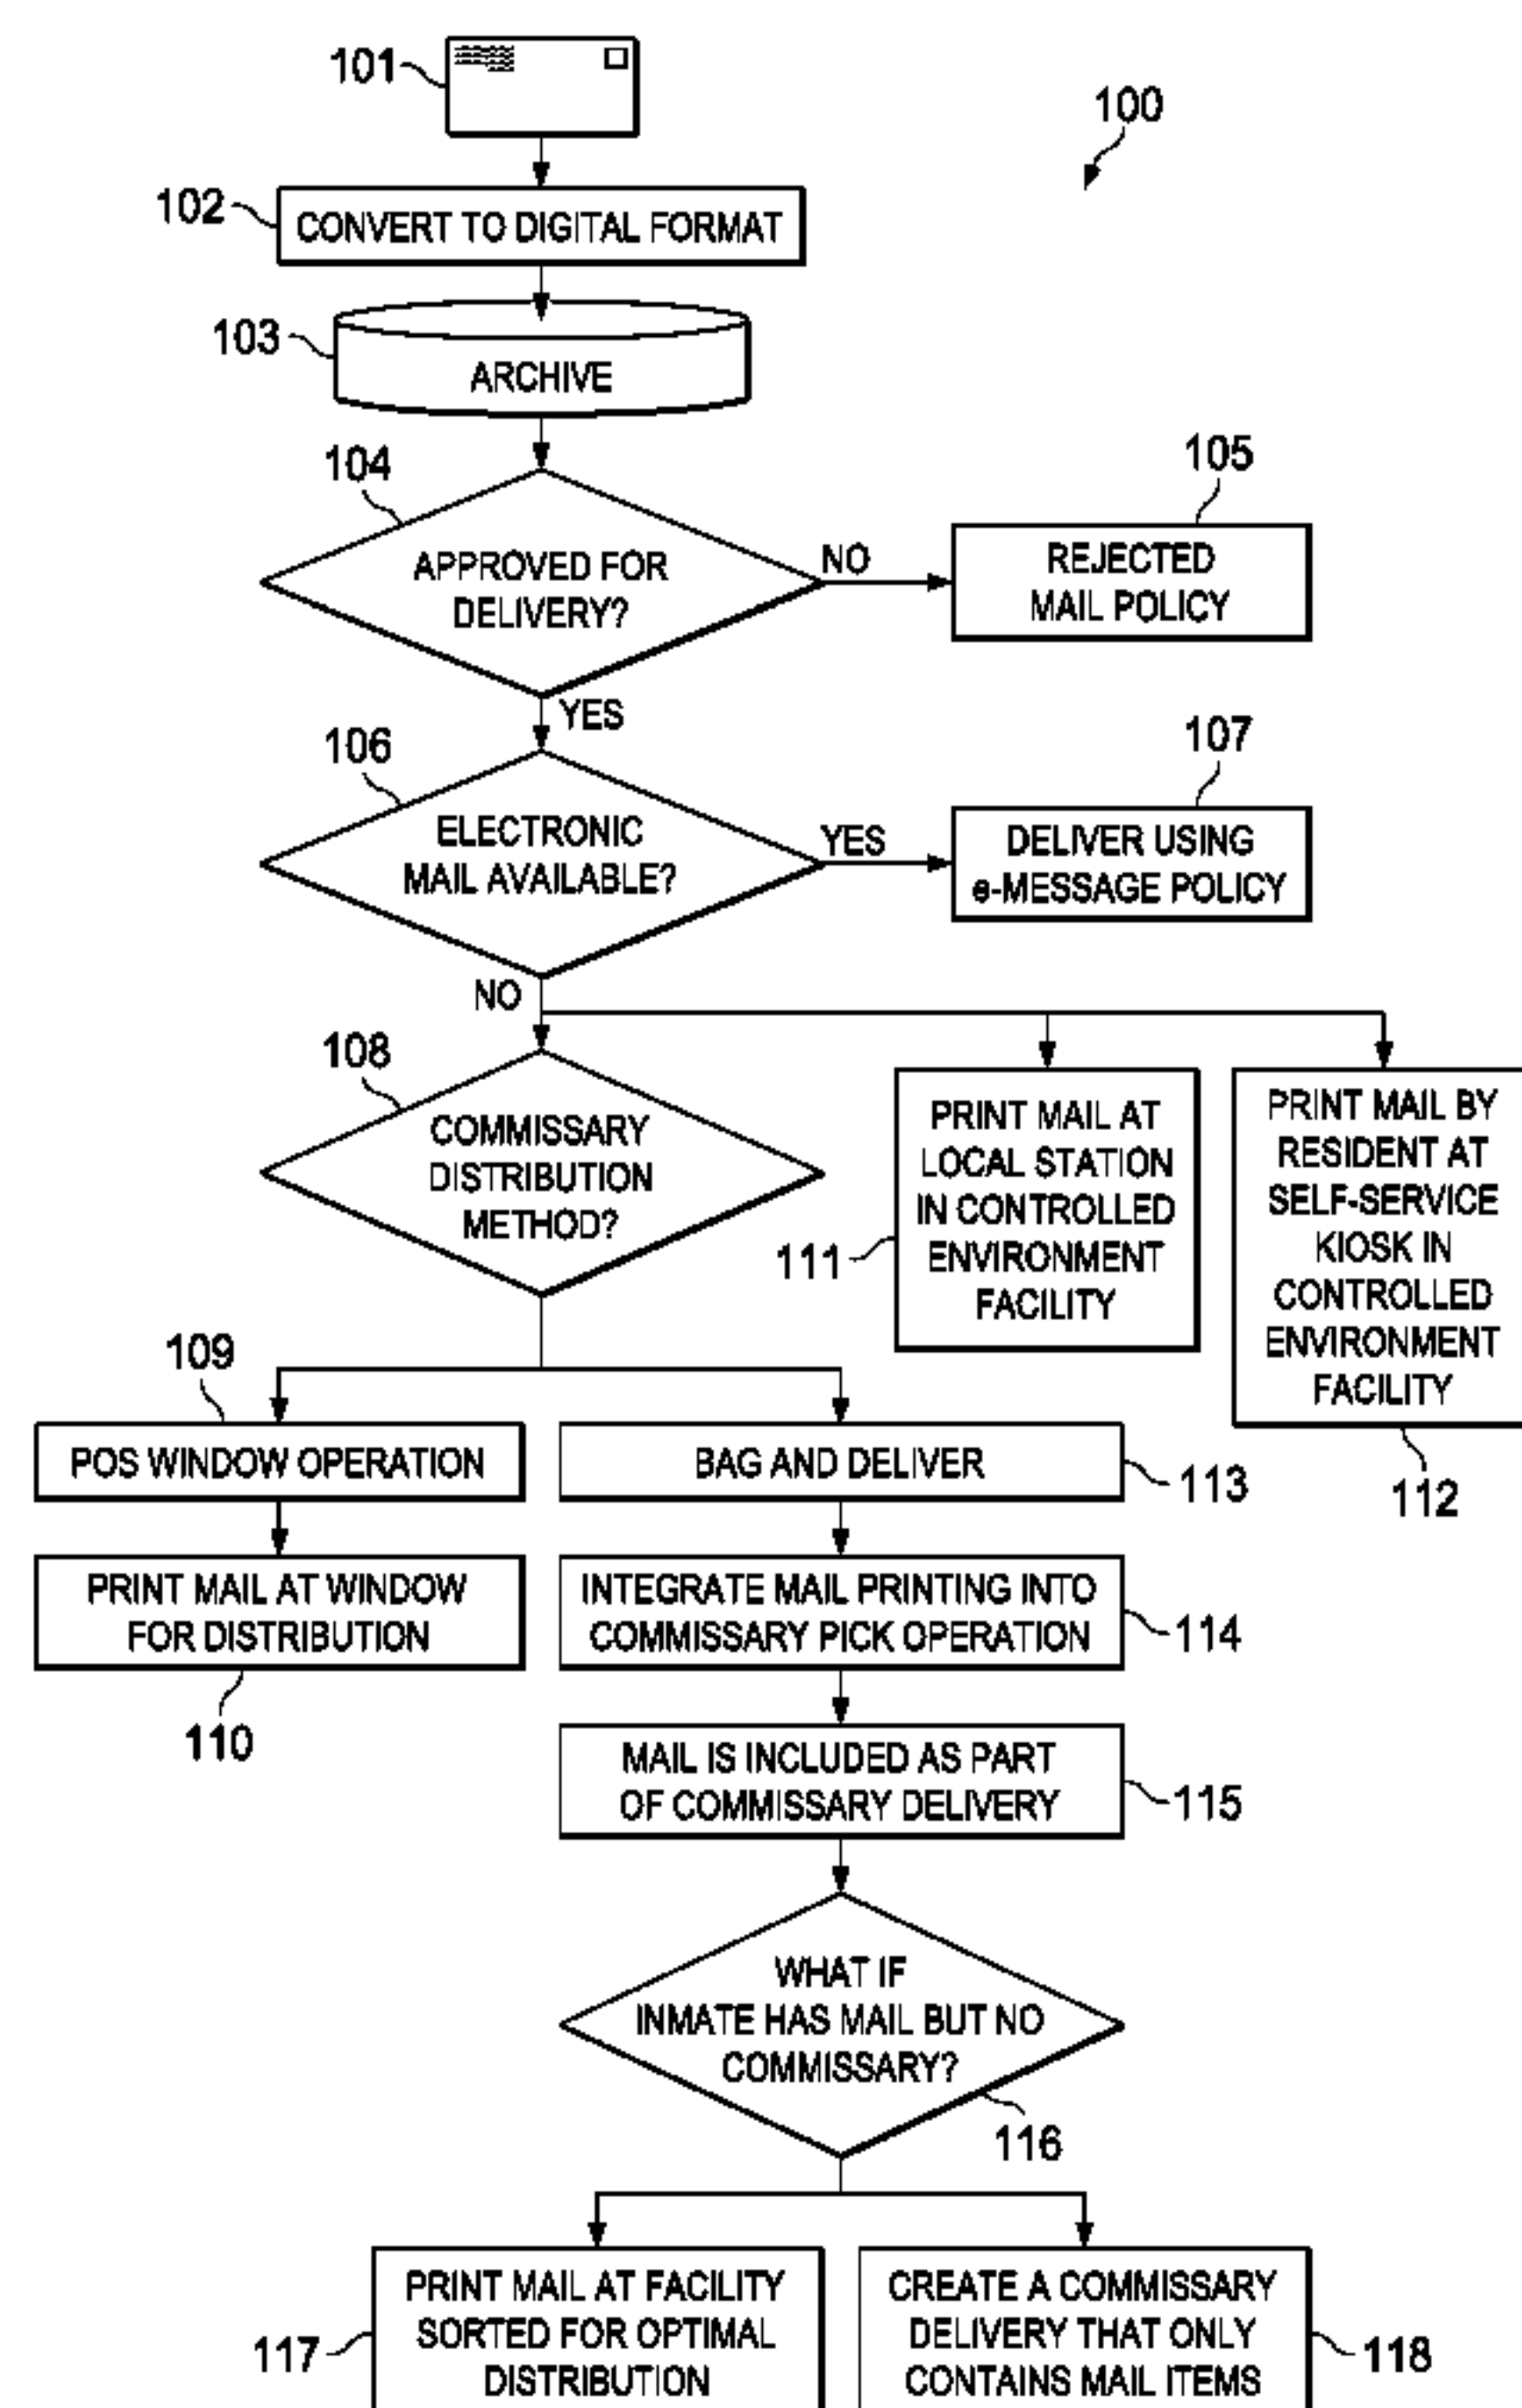 101
100
102
CONVERT TO DIGITAL FORMAT
103
ARCHIVE
104
APPROVED FOR
DELIVERY?
NO
105
REJECTED
MAIL POLICY
YES
106
ELECTRONIC
MAIL AVAILABLE?
YES
107
DELIVER USING
e-MESSAGE POLICY
NO
108
COMMISSARY
DISTRIBUTION
METHOD?
PRINT MAIL AT
LOCAL STATION
IN CONTROLLED
ENVIRONMENT
FACILITY
111
PRINT MAIL BY
RESIDENT AT
SELF-SERVICE
KIOSK IN
CONTROLLED
ENVIRONMENT
FACILITY
112
109
POS WINDOW OPERATION
BAG AND DELIVER
113
PRINT MAIL AT WINDOW
FOR DISTRIBUTION
110
INTEGRATE MAIL PRINTING INTO
COMMISSARY PICK OPERATION
114
MAIL IS INCLUDED AS PART
OF COMMISSARY DELIVERY
115
WHAT IF
INMATE HAS MAIL BUT NO
COMMISSARY?
116
PRINT MAIL AT FACILITY
SORTED FOR OPTIMAL
DISTRIBUTION
117
CREATE A COMMISSARY
DELIVERY THAT ONLY
CONTAINS MAIL ITEMS
118